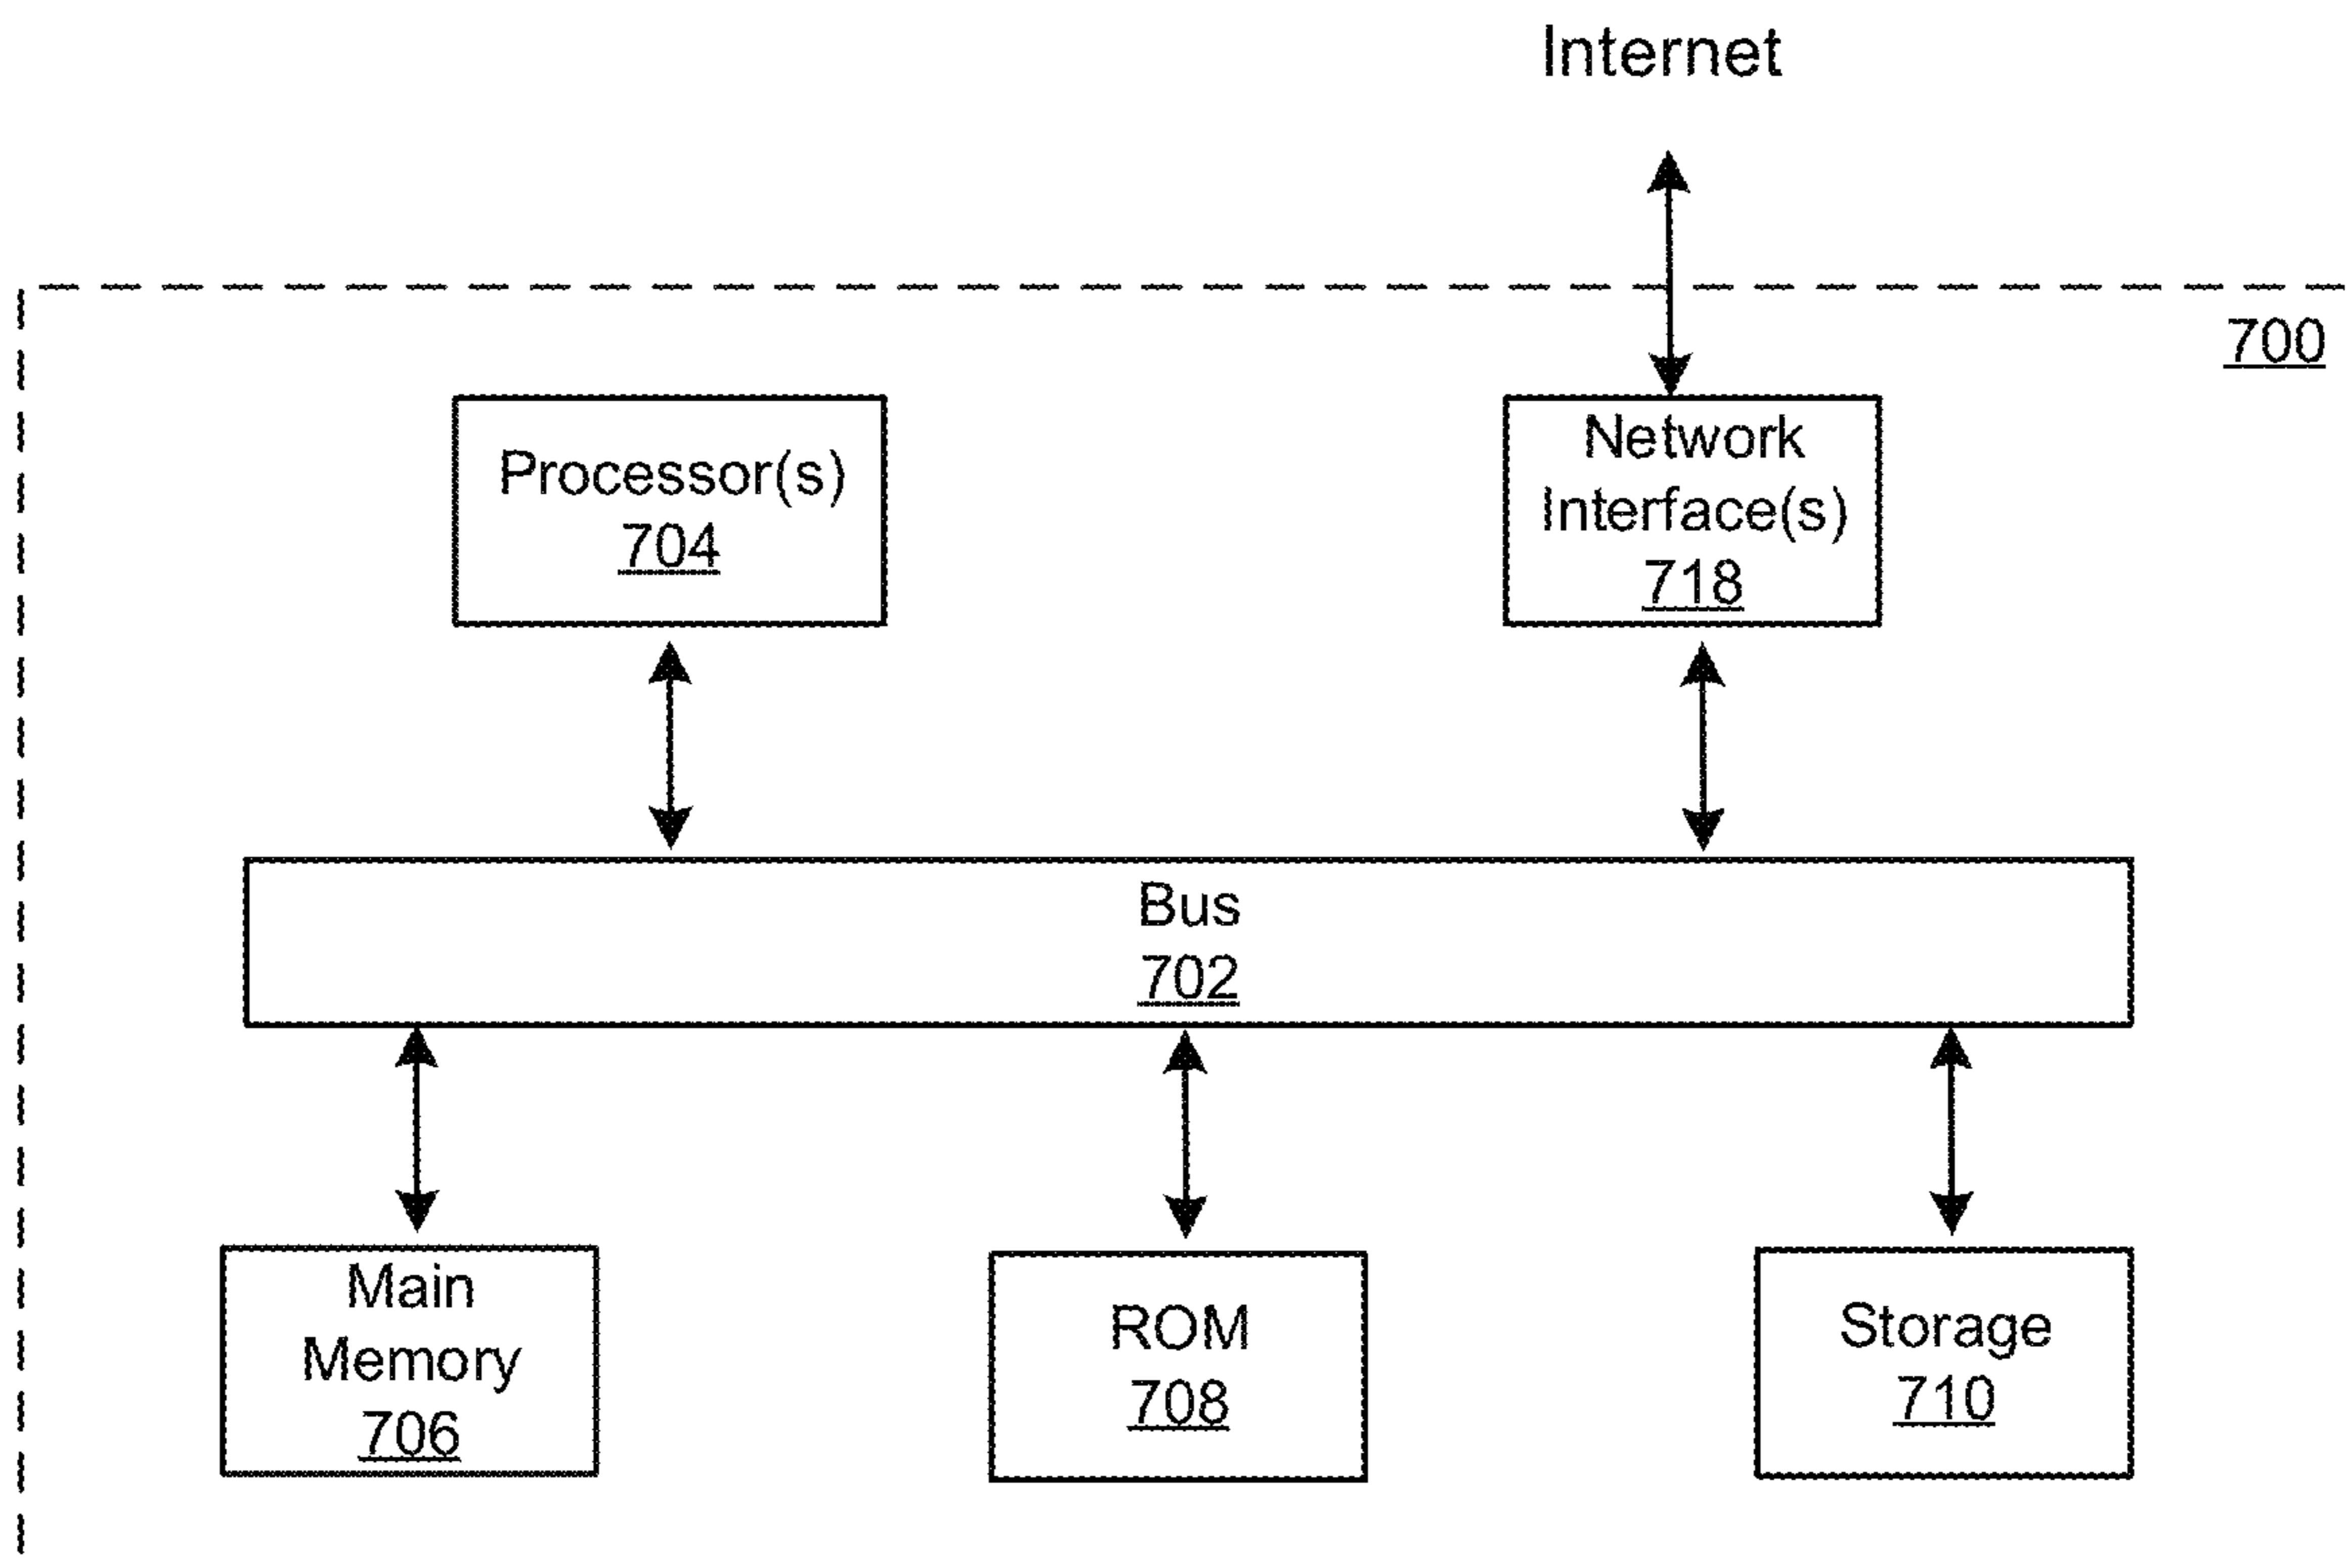 Internet
700
Processor(s)
704
Network
Interface(s)
718
Bus
702
Main
Memory
706
ROM
708
Storage
710